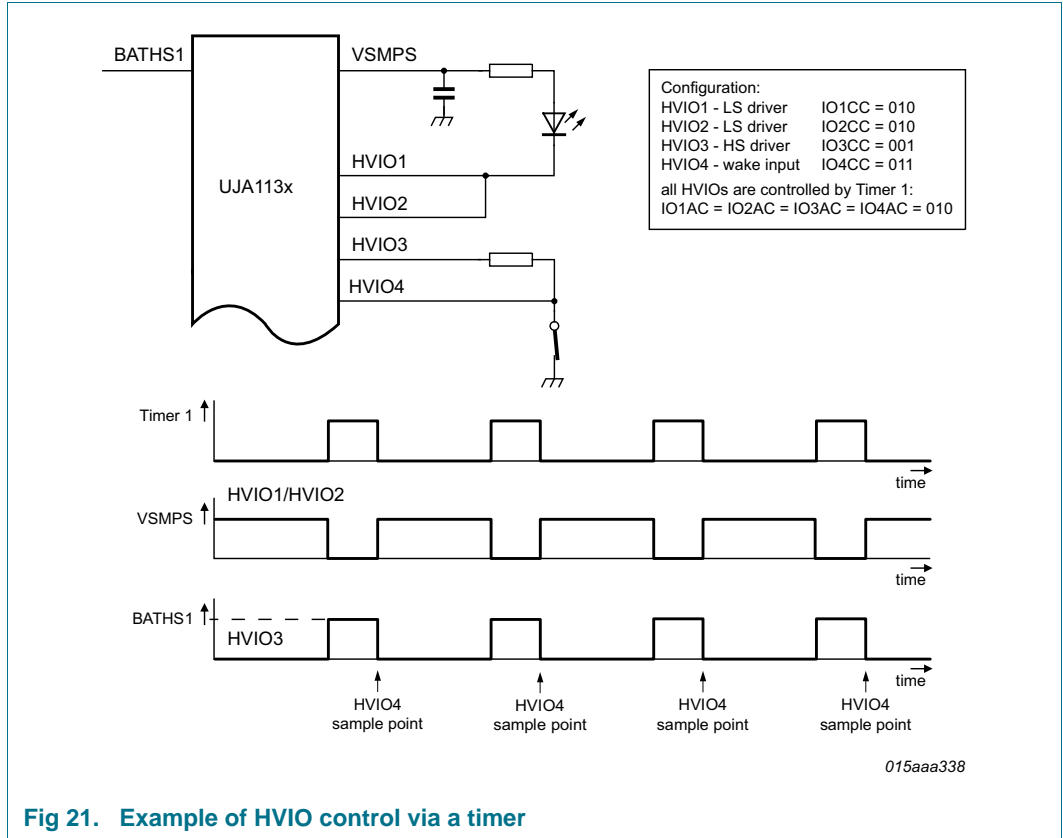 BATHS1
VSMPS
UJA113x
HVIO1
HVIO2
HVIO3
HVIO4
Configuration:
HVIO1 - LS driver IO1CC = 010
HVIO2 - LS driver IO2CC = 010
HVIO3 - HS driver IO3CC = 001
HVIO4 - wake input IO4CC = 011
all HVIOs are controlled by Timer 1:
IO1AC = IO2AC = IO3AC = IO4AC = 010
Timer 1
time
HVIO1/HVIO2
VSMPS
time
BATHS1
HVIO3
time
HVIO4
sample point
HVIO4
sample point
HVIO4
sample point
HVIO4
sample point
015aaa338
Fig 21. Example of HVIO control via a timer